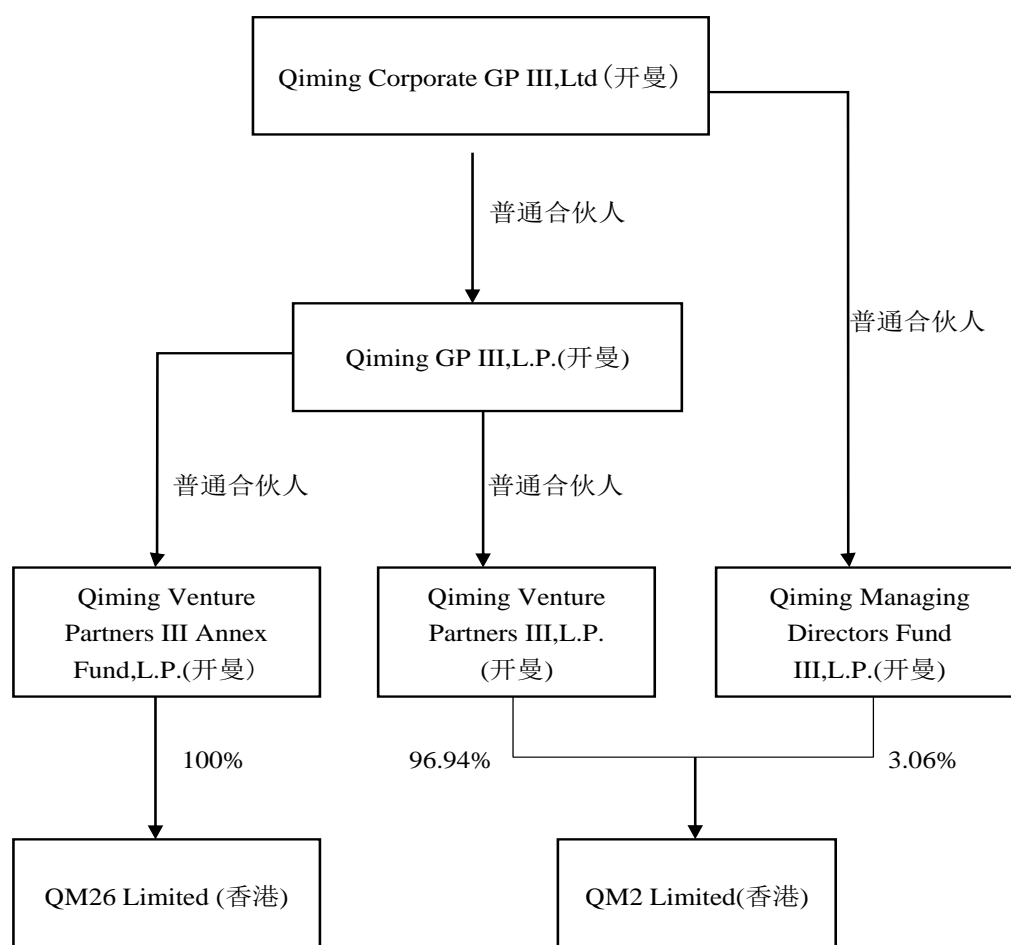 Qiming Corporate GP III,Ltd（开曼）
普通合伙人
普通合伙人
Qiming GP III,L.P.(开曼)
普通合伙人
普通合伙人
Qiming Venture
Partners III Annex
Fund,L.P.(开曼）
Qiming Venture
Partners III,L.P.
(开曼)
Qiming Managing
Directors Fund
III,L.P.(开曼)
100%
96.94%
3.06%
QM26 Limited (香港)
QM2 Limited(香港)